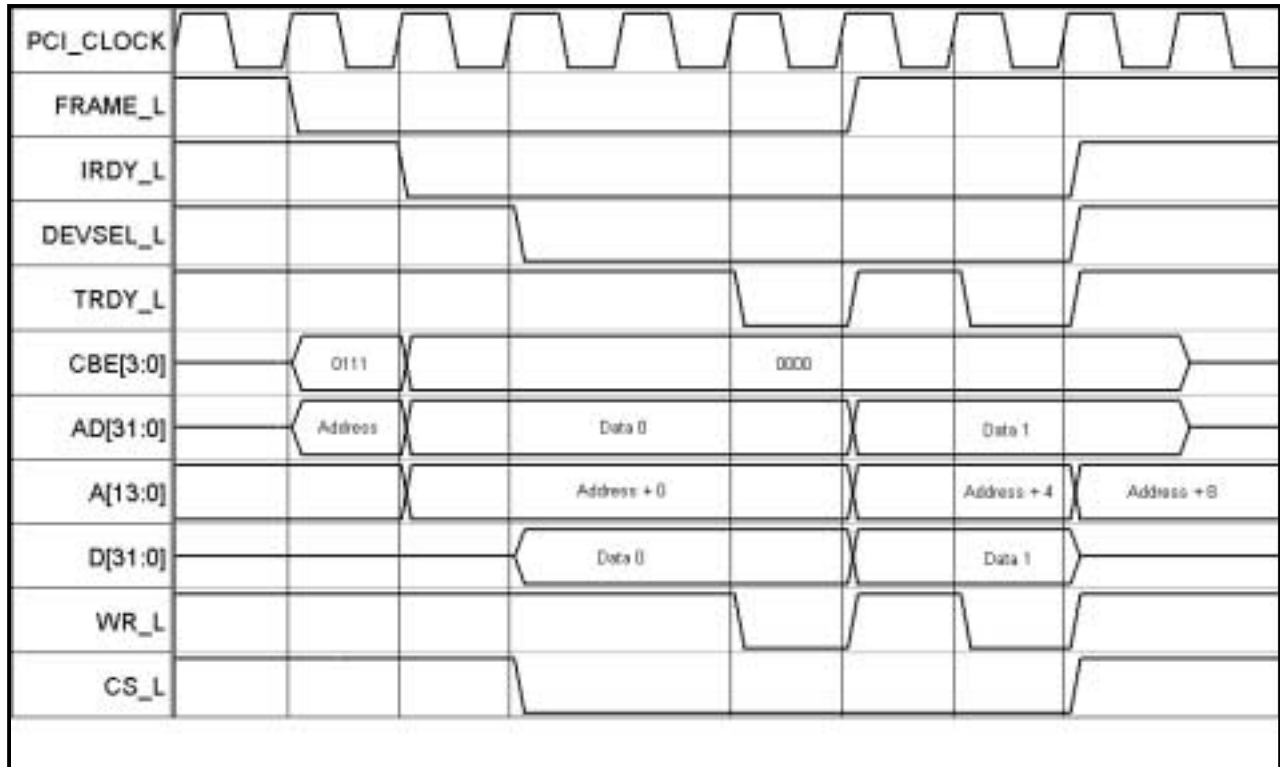 PCI_CLOCK
FRAME_L
IRDY_L
DEVSEL_L
TRDY_L
CBE[3:0] 0111 0000
AD[31:0] Address Data 0 Data 1
A[13:0] Address + 0 Address + 4 Address + 8
D[31:0] Data 0 Data 1
WR_L
CS_L